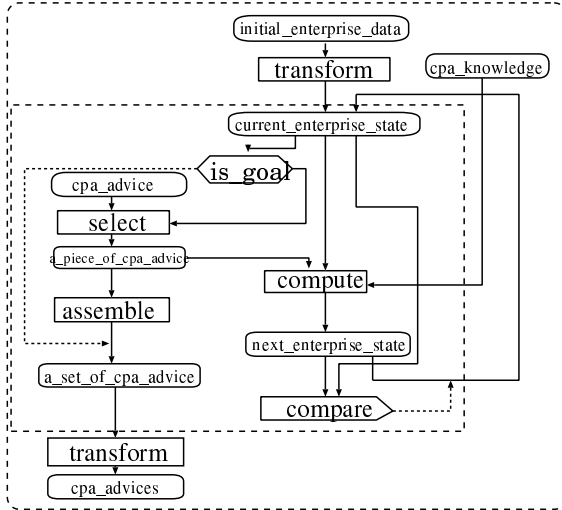 initial_enterprise_data
transform
cpa_knowledge
current_enterprise_state
is_goal
cpa_advice
select
a_piece_of_cpa_advice
compute
assemble
next_enterprise_state
a_set_of_cpa_advice
compare
transform
cpa_advices